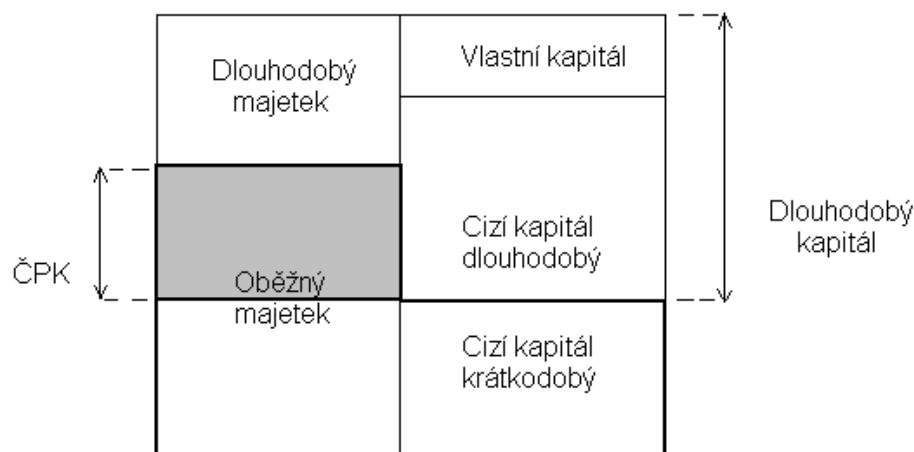 Dlouhodobý
majetek
Vlastní kapitál
ČPK
Oběžný
majetek
Cizí kapitál
dlouhodobý
Cizí kapitál
krátkodobý
Dlouhodobý
kapitál